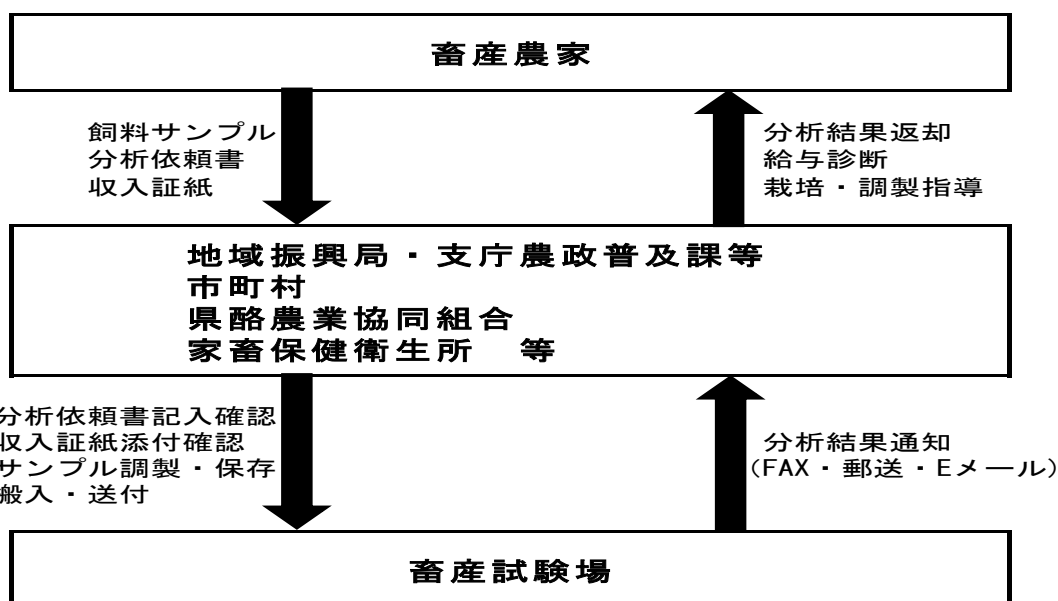 畜産農家
飼料サンプル
分析依頼書
収入証紙
分析結果返却
給与診断
栽培・調製指導
地域振興局・支庁農政普及課等
市町村
県酪農業協同組合
家畜保健衛生所　等
分析依頼書記入確認
収入証紙添付確認
サンプル調製・保存
搬入・送付
分析結果通知
(FAX・郵送・Eメール)
畜産試験場